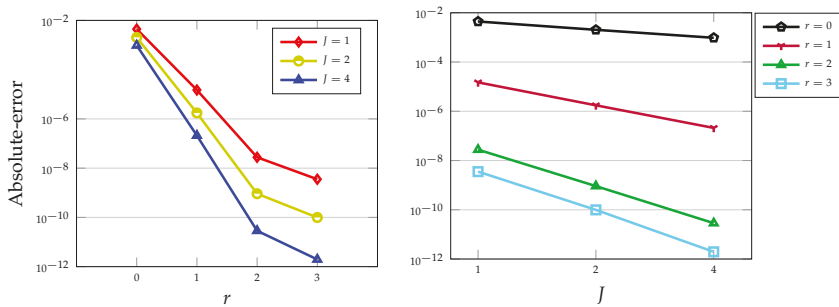 Absolute-error
10⁻²
10⁻⁴
10⁻⁶
10⁻⁸
10⁻¹⁰
10⁻¹²
0
1
2
3
r
J = 1
J = 2
J = 4
10⁻²
10⁻⁴
10⁻⁶
10⁻⁸
10⁻¹⁰
10⁻¹²
1
2
4
J
r = 0
r = 1
r = 2
r = 3